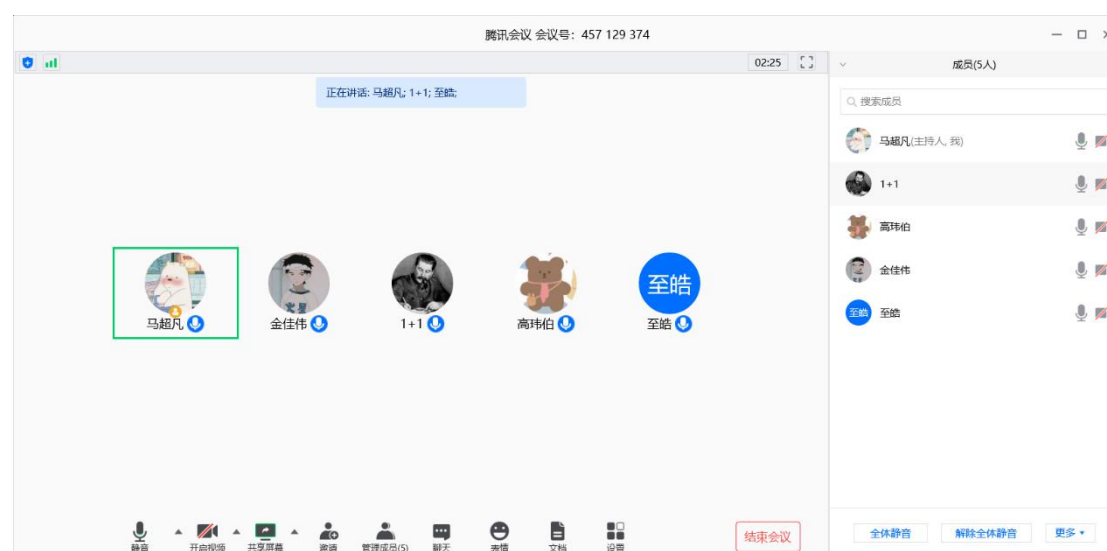 腾讯会议 会议号：457 129 374
02:25
正在讲话: 马超凡; 1+1; 至皓;
马超凡
金佳伟
1+1
高玮伯
至皓
至皓
静音
开启视频
共享屏幕
邀请
管理成员(5)
聊天
表情
文档
设置
结束会议
成员(5人)
搜索成员
马超凡(主持人, 我)
1+1
高玮伯
金佳伟
至皓
至皓
全体静音
解除全体静音
更多